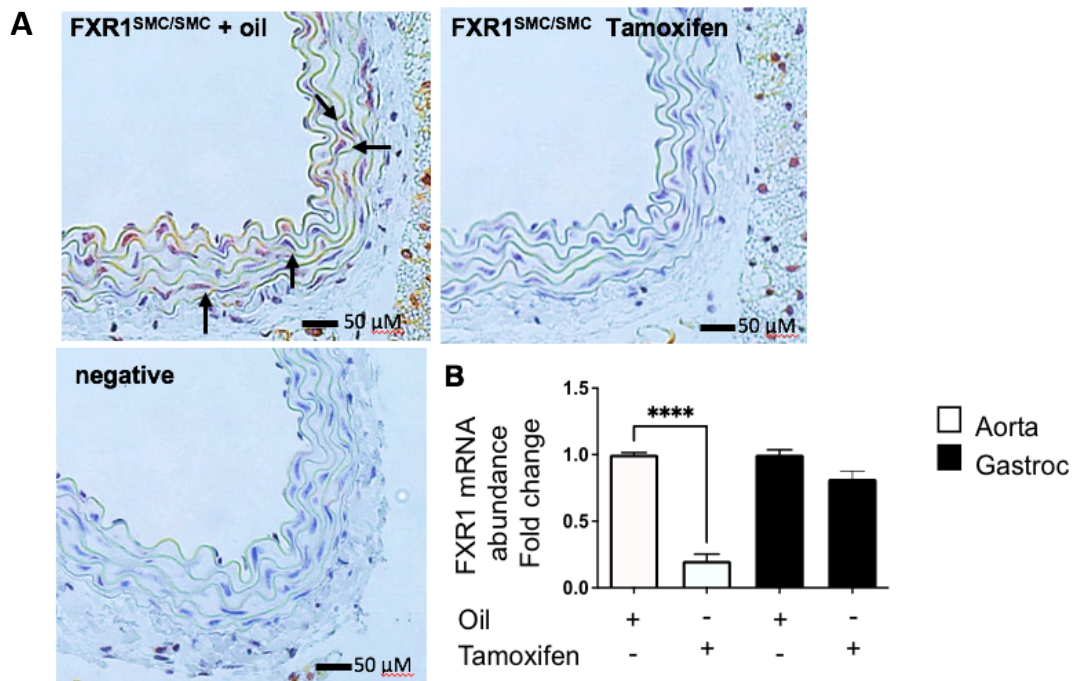 A
FXR1SMC/SMC + oil
FXR1SMC/SMC Tamoxifen
50 µM
50 µM
negative
50 µM
B
FXR1 mRNA
abundance
Fold change
1.5
1.0
0.5
0.0
****
Aorta
Gastroc
Oil + - + -
Tamoxifen - + - +